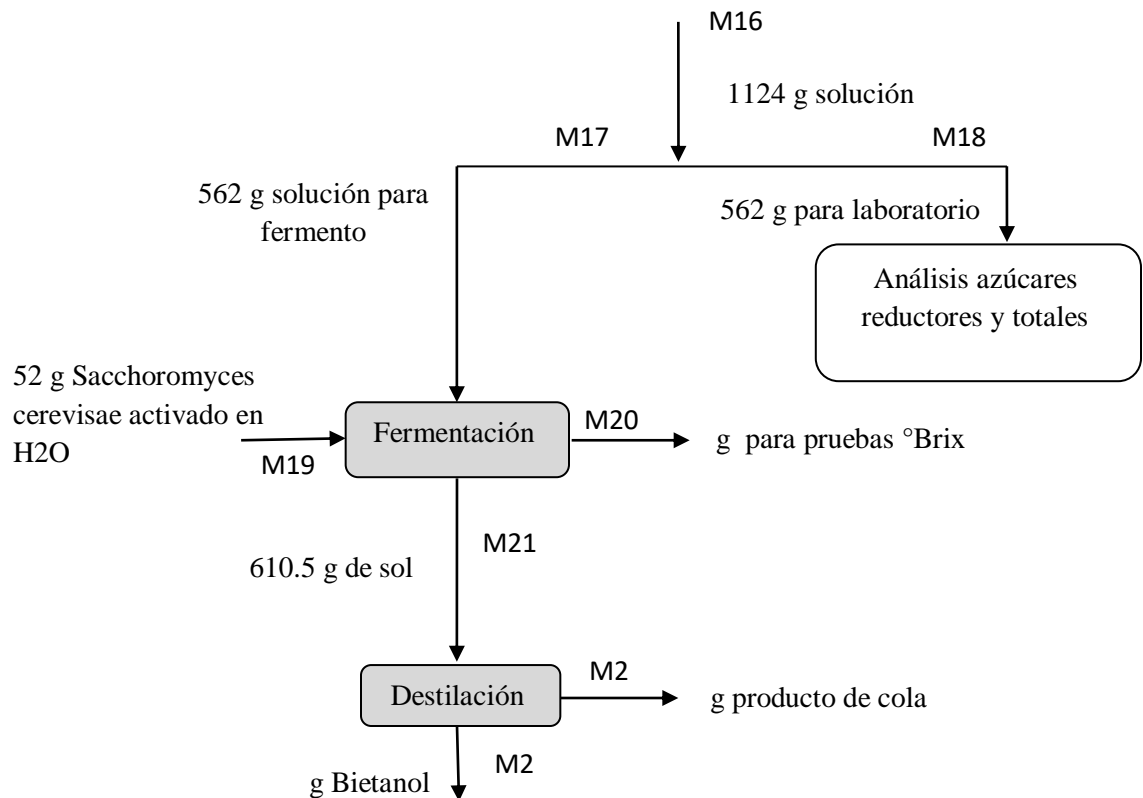 M16
1124 g solución
M17
M18
562 g solución para
fermento
562 g para laboratorio
Análisis azúcares
reductores y totales
52 g Sacchoromyces
cerevisae activado en
H2O
M19
Fermentación
M20
g para pruebas °Brix
M21
610.5 g de sol
Destilación
M2
g producto de cola
M2
g Bietanol